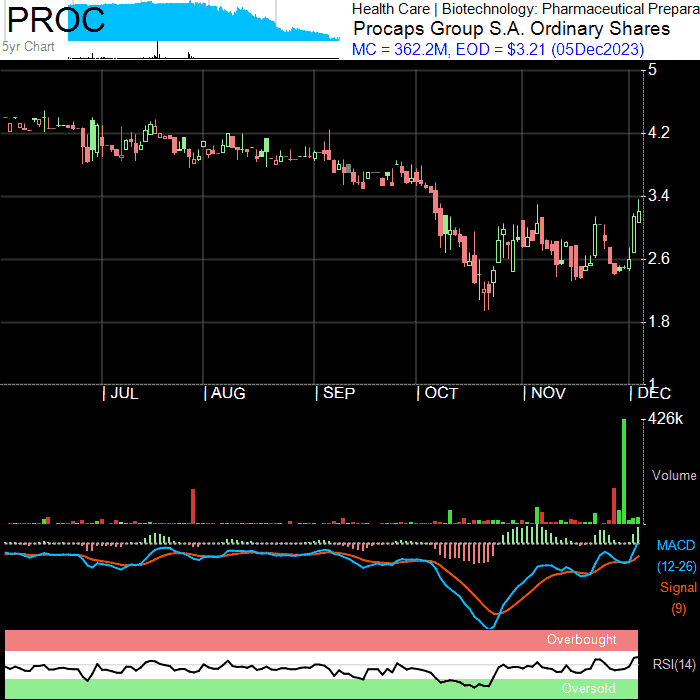 PROC
5yr Chart
Health Care | Biotechnology: Pharmaceutical Prepara
Procaps Group S.A. Ordinary Shares
MC = 362.2M, EOD = $3.21 (05Dec2023)
5
4.2
3.4
2.6
1.8
1
| JUL | AUG | SEP | OCT | NOV | DEC
426k
Volume
MACD
(12-26)
Signal
(9)
Overbought
RSI(14)
Oversold